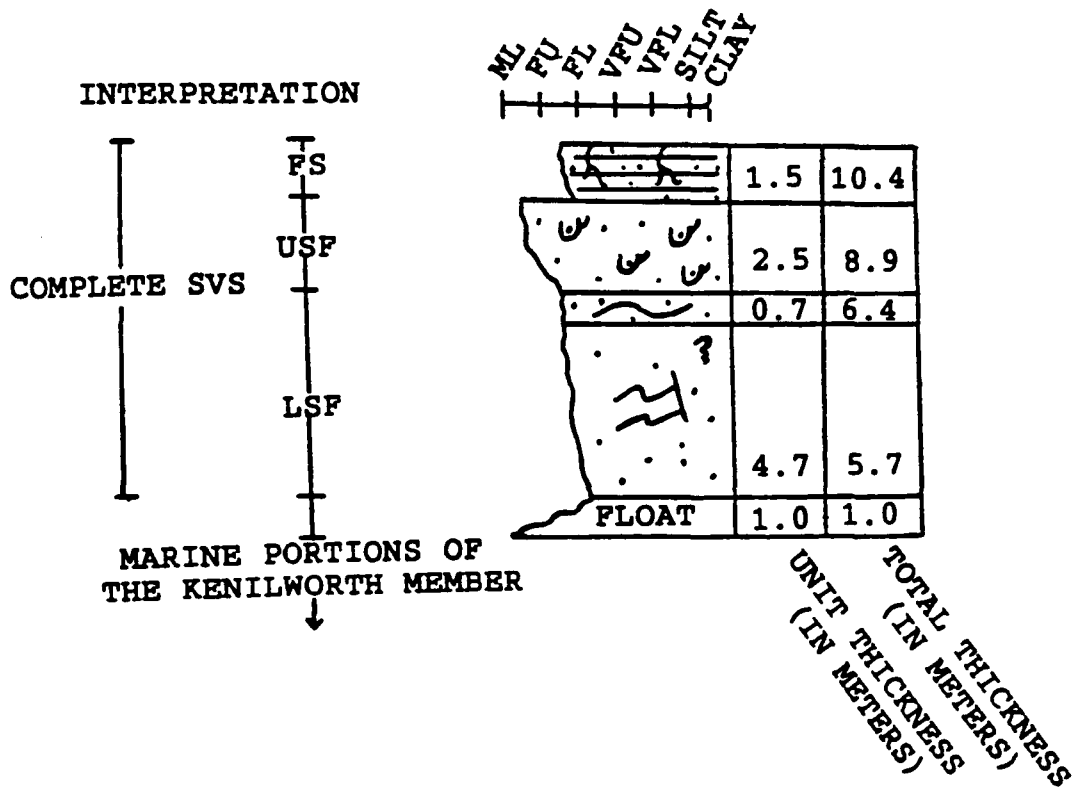 ML FU FL VFU VFL SILT CLAY
INTERPRETATION
FS
1.5 10.4
USF
2.5 8.9
COMPLETE SVS
0.7 6.4
?
LSF
4.7 5.7
FLOAT 1.0 1.0
MARINE PORTIONS OF
THE KENILWORTH MEMBER
UNIT THICKNESS
(IN METERS)
TOTAL THICKNESS
(IN METERS)